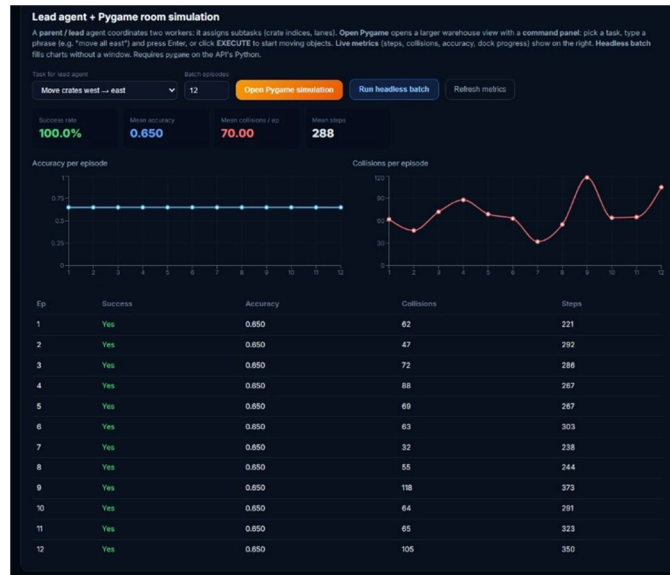 Lead agent + Pygame room simulation
A parent / lead agent coordinates two workers: it assigns subtasks (crate indices, lanes). Open Pygame opens a larger warehouse view with a command panel: pick a task, type a
phrase (e.g. "move all east") and press Enter, or click EXECUTE to start moving objects. Live metrics (steps, collisions, accuracy, dock progress) show on the right. Headless batch
fills charts without a window. Requires pygame on the API's Python.
Task for lead agent Batch episodes
Move crates west → east 12 Open Pygame simulation Run headless batch Refresh metrics
Success rate Mean accuracy Mean collisions / ep Mean steps
100.0% 0.650 70.00 288
Accuracy per episode Collisions per episode
1 120
0.75 90
0.5 60
0.25 30
0 0
1 2 3 4 5 6 7 8 9 10 11 12 1 2 3 4 5 6 7 8 9 10 11 12
Ep Success Accuracy Collisions Steps
1 Yes 0.650 62 221
2 Yes 0.650 47 292
3 Yes 0.650 72 286
4 Yes 0.650 88 267
5 Yes 0.650 69 267
6 Yes 0.650 63 303
7 Yes 0.650 32 238
8 Yes 0.650 55 244
9 Yes 0.650 118 373
10 Yes 0.650 64 291
11 Yes 0.650 65 323
12 Yes 0.650 105 350